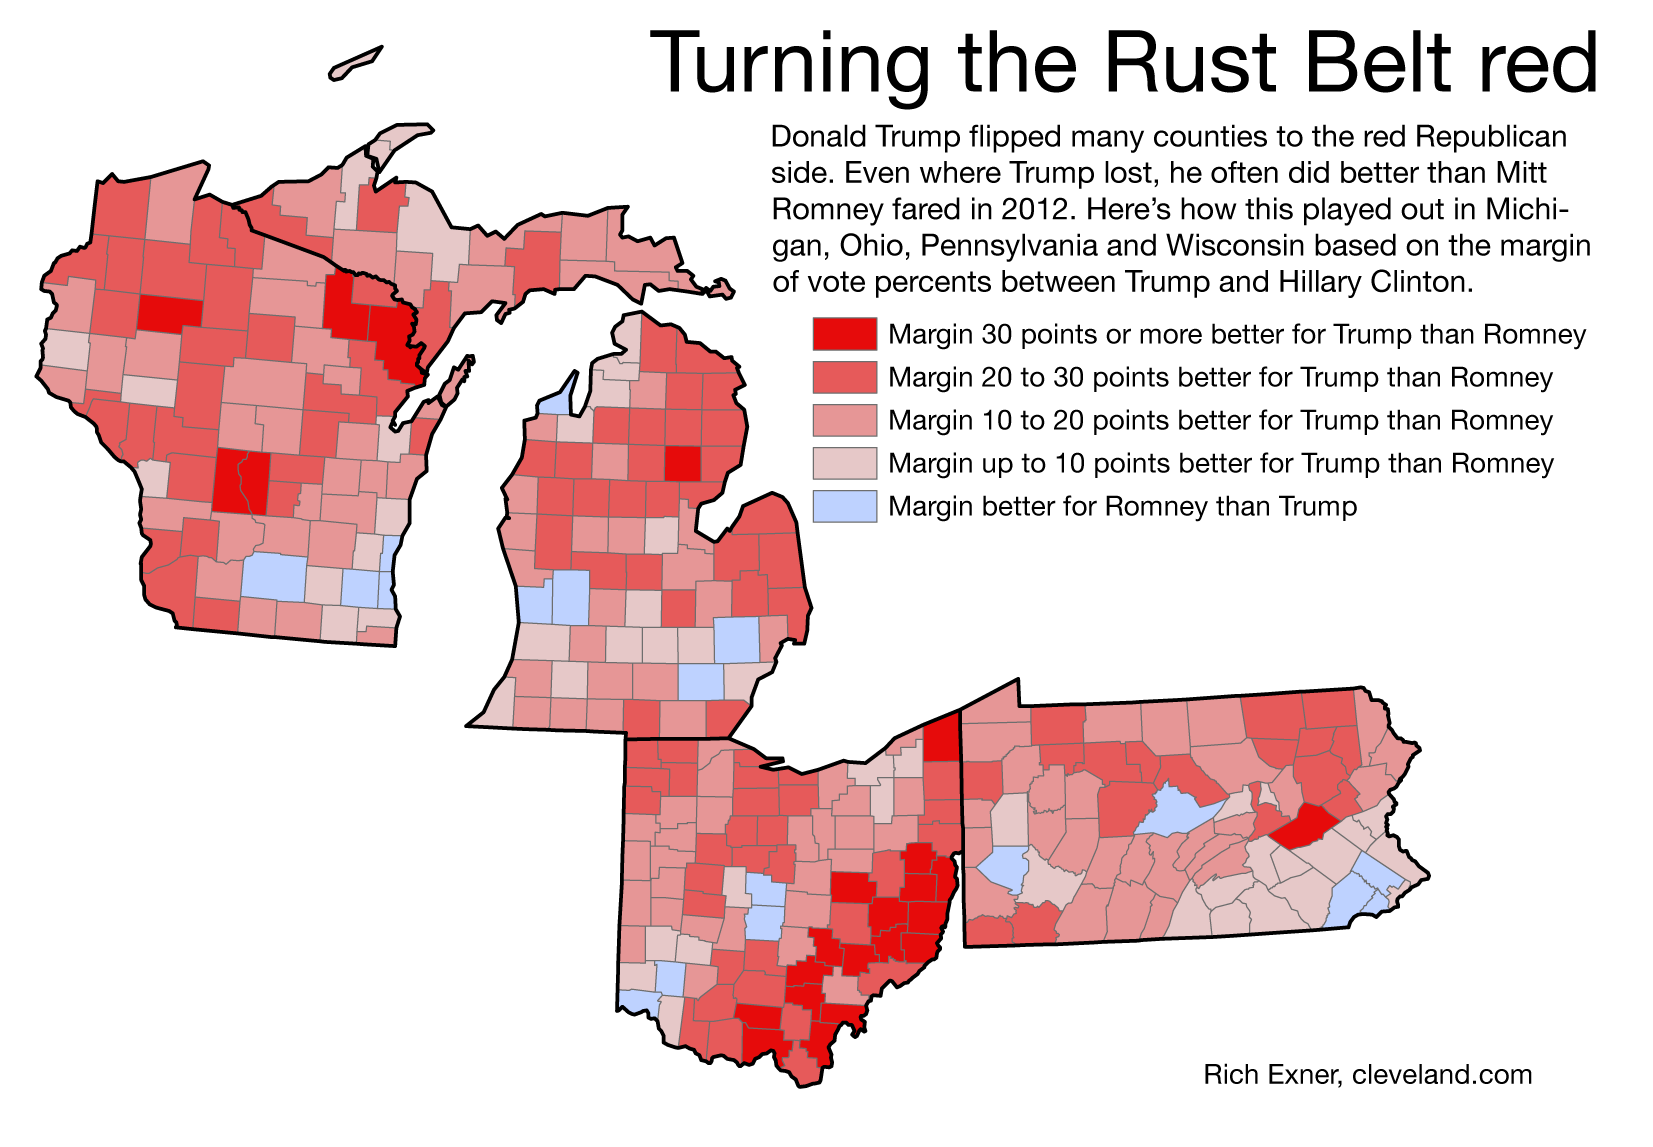 Turning the Rust Belt red
Donald Trump flipped many counties to the red Republican
side. Even where Trump lost, he often did better than Mitt
Romney fared in 2012. Here’s how this played out in Michi-
gan, Ohio, Pennsylvania and Wisconsin based on the margin
of vote percents between Trump and Hillary Clinton.
Margin 30 points or more better for Trump than Romney
Margin 20 to 30 points better for Trump than Romney
Margin 10 to 20 points better for Trump than Romney
Margin up to 10 points better for Trump than Romney
Margin better for Romney than Trump
Rich Exner, cleveland.com